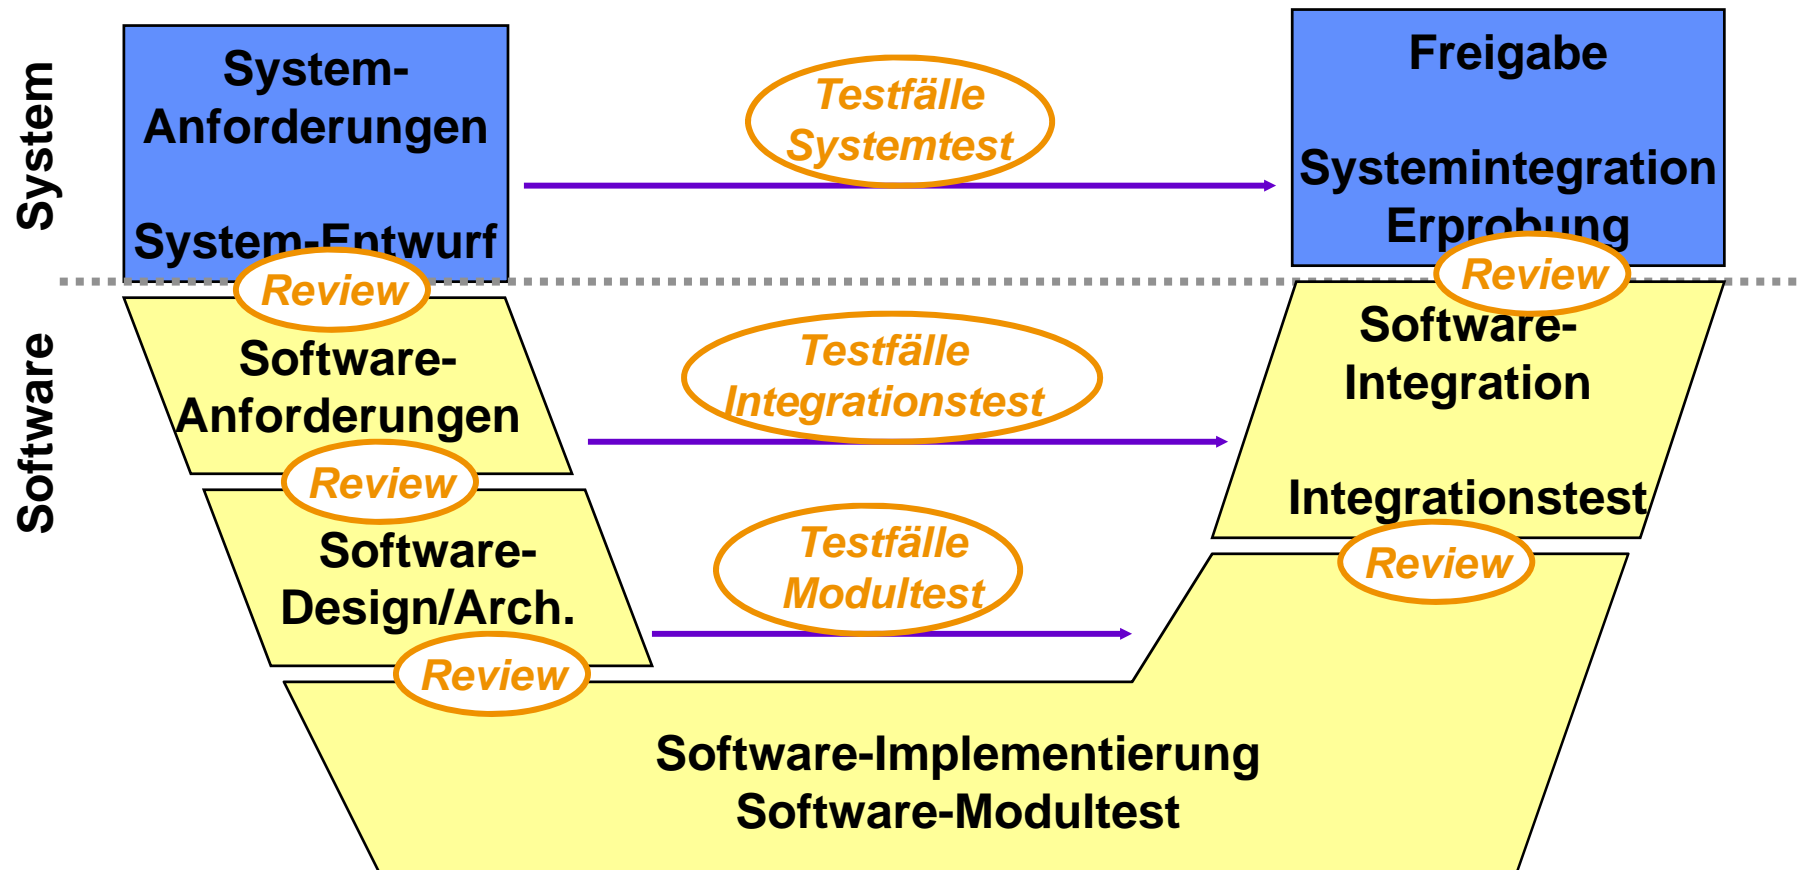 System
System-
Anforderungen
System-Entwurf
Testfälle
Systemtest
Freigabe
Systemintegration
Erprobung
Review
Review
Software
Software-
Anforderungen
Testfälle
Integrationstest
Software-
Integration
Integrationstest
Review
Software-
Design/Arch.
Testfälle
Modultest
Review
Review
Software-Implementierung
Software-Modultest